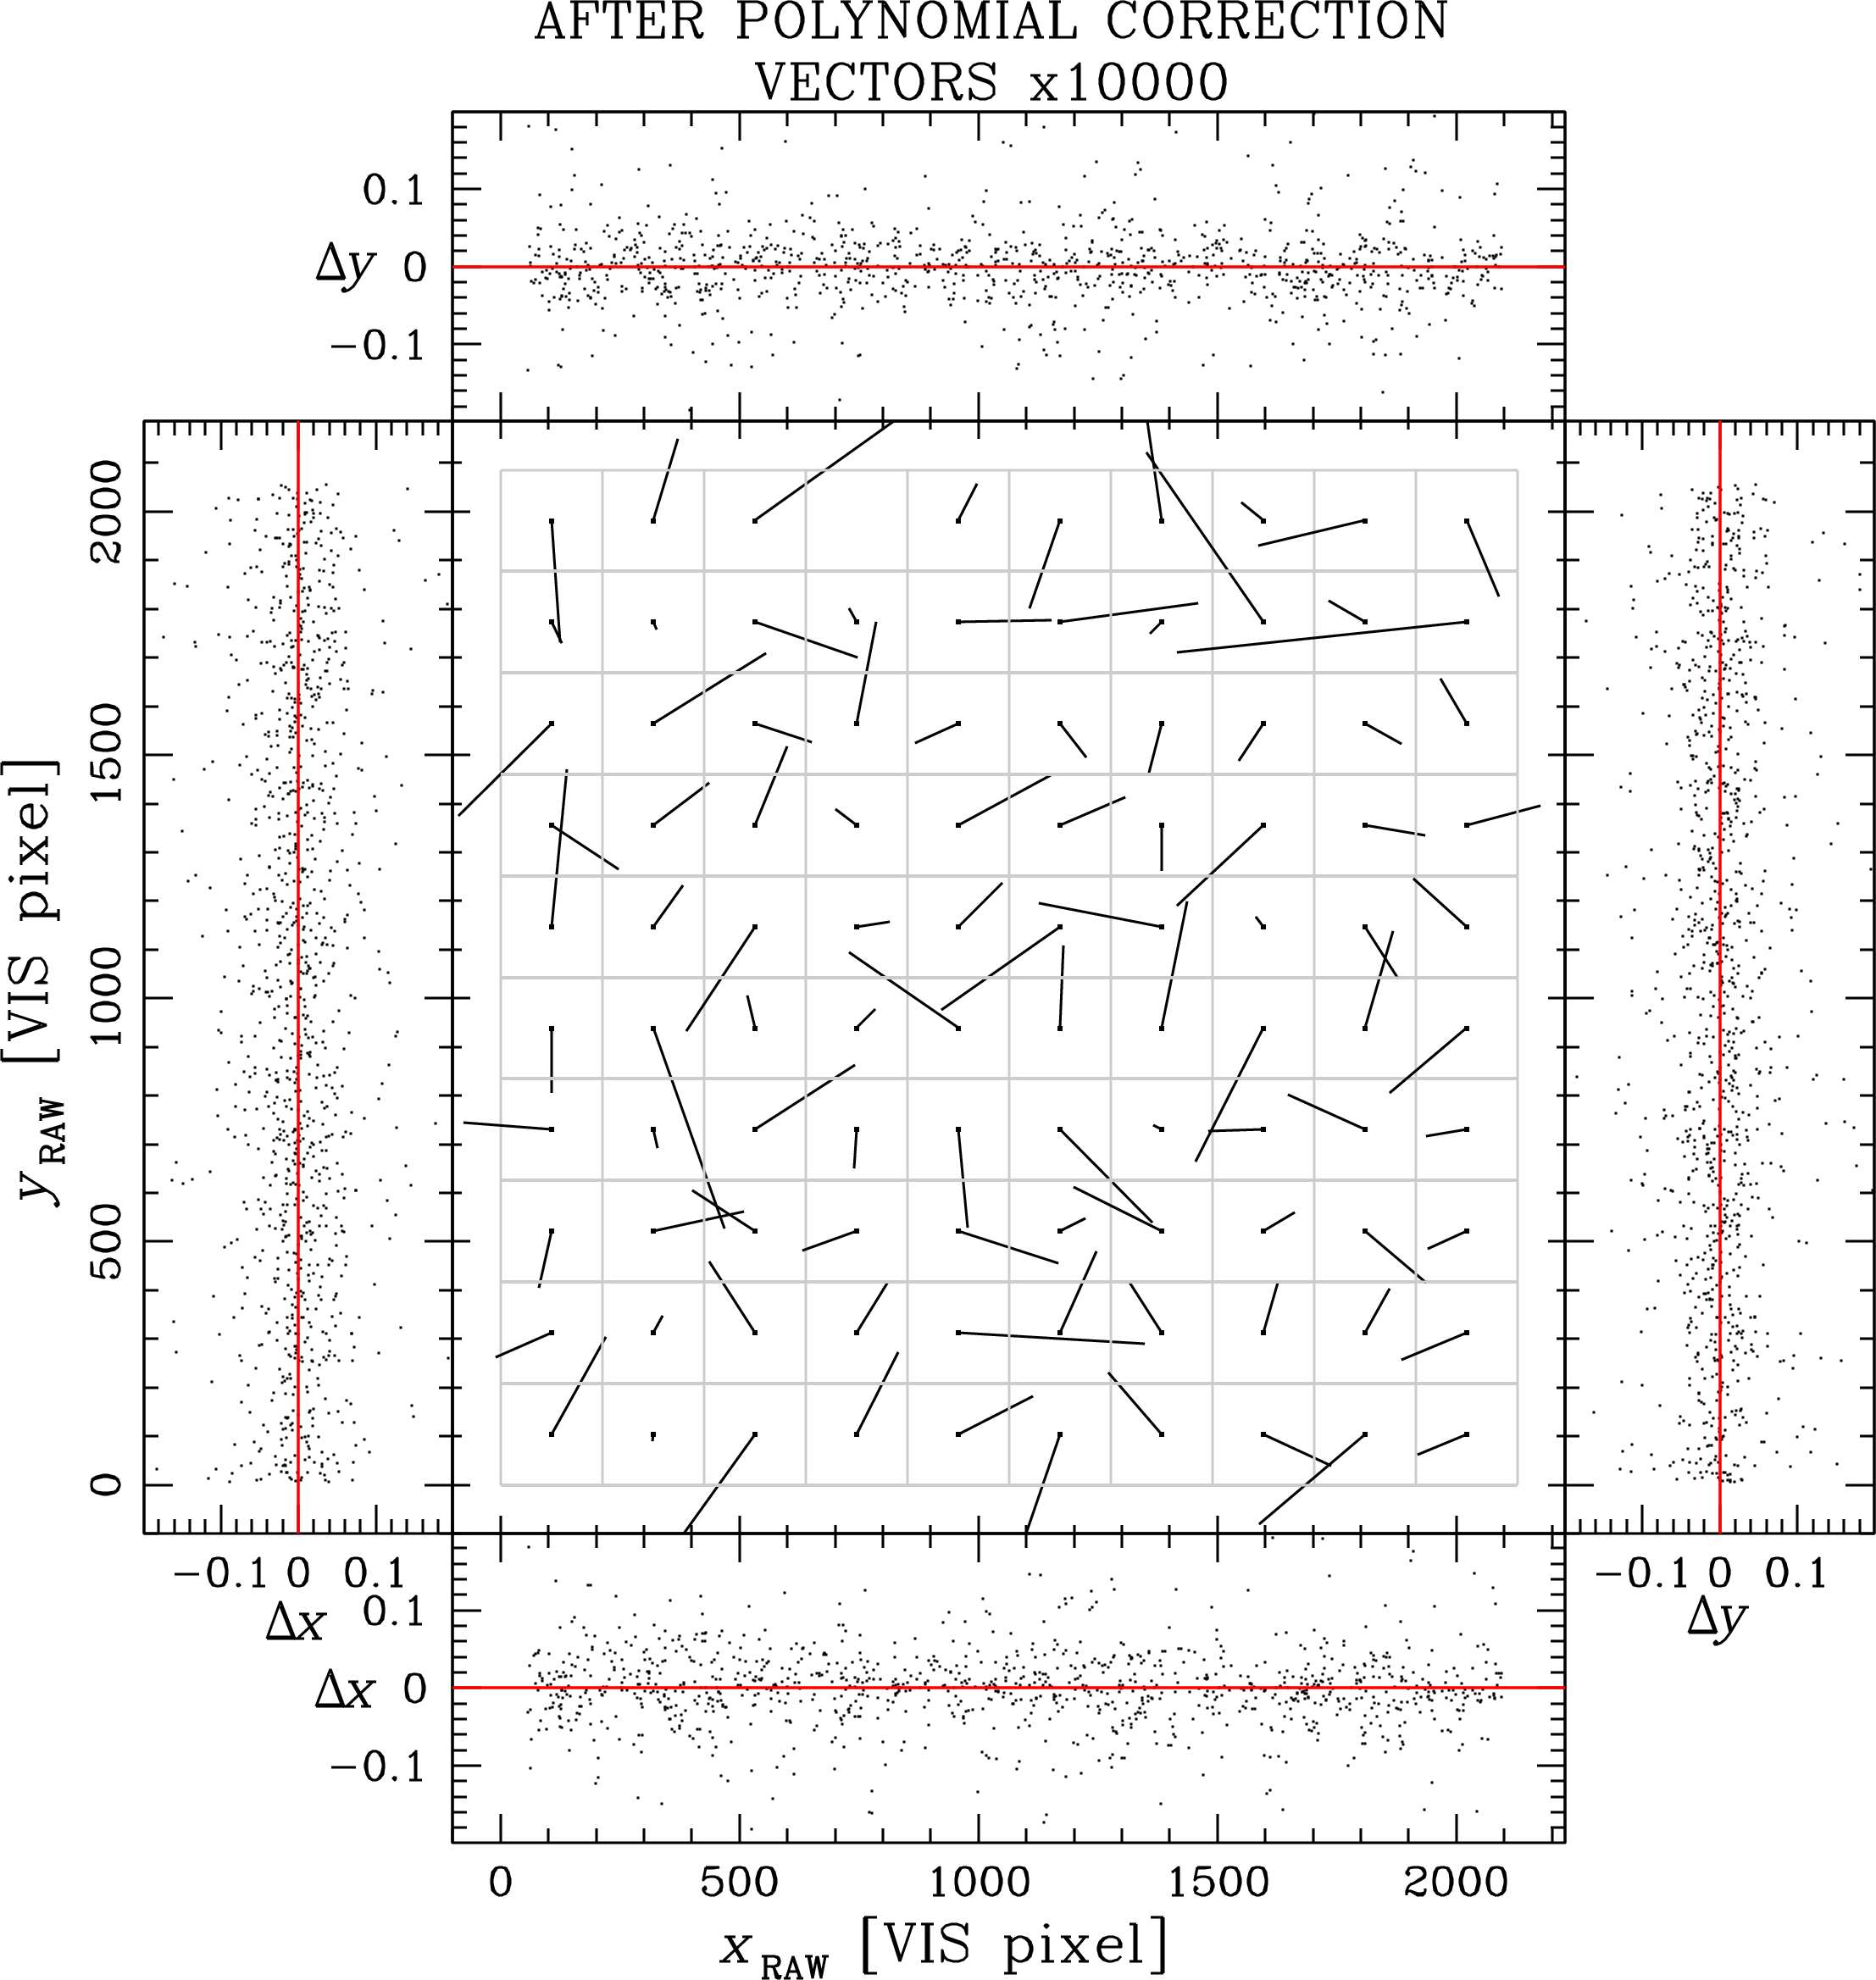 AFTER POLYNOMIAL CORRECTION
VECTORS x10000
0.1
Δy 0
−0.1
2000
1500
1000
500
0
y RAW [VIS pixel]
−0.1 0 0.1
Δx
−0.1 0 0.1
Δy
0.1
Δx 0
−0.1
0 500 1000 1500 2000
x RAW [VIS pixel]